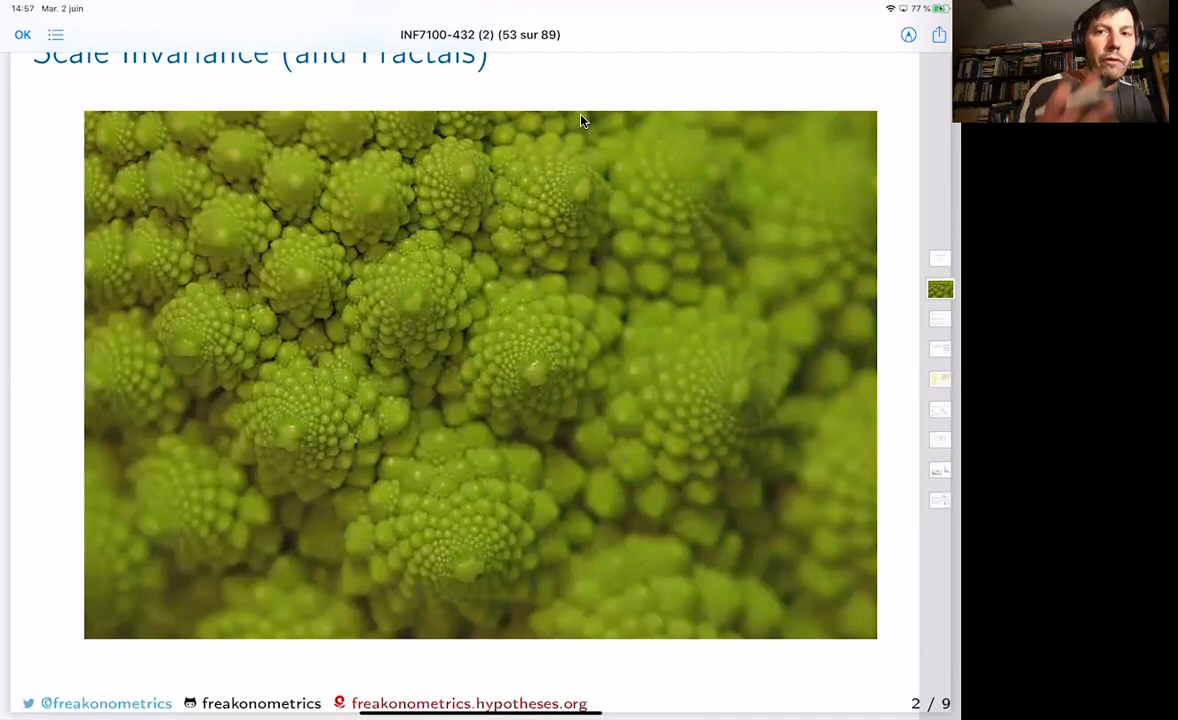 14:57 Mar. 2 juin 77 %
OK INF7100-432 (2) (53 sur 89)
Scale Invariance (and Fractals)
@freakonometrics freakonometrics freakonometrics.hypotheses.org 2 / 9